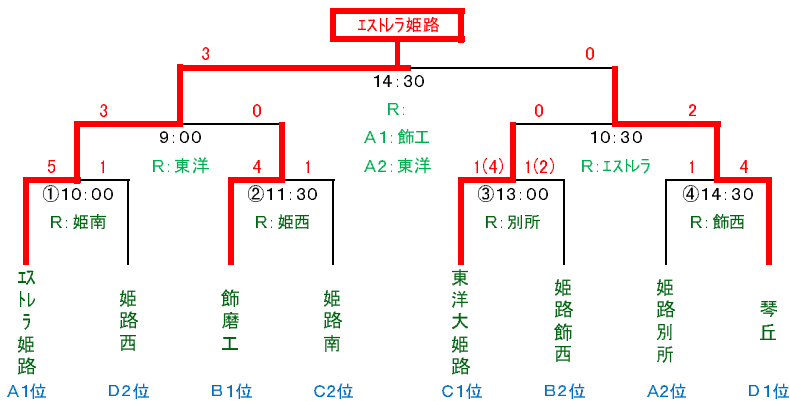 ｴｽﾄﾚﾗ姫路
3 0
14:30
3 0 R: 0 2
9:00 A1:飾工 10:30
5 1 R:東洋 4 1 A2:東洋 1(4) 1(2) R:ｴｽﾄﾚﾗ 1 4
①10:00 ②11:30 ③13:00 ④14:30
R:姫南 R:姫西 R:別所 R:飾西
ｴｽﾄﾚﾗ姫路 姫路西 飾磨工 姫路南 東洋大姫路 姫路飾西 姫路別所 琴丘
A1位 D2位 B1位 C2位 C1位 B2位 A2位 D1位